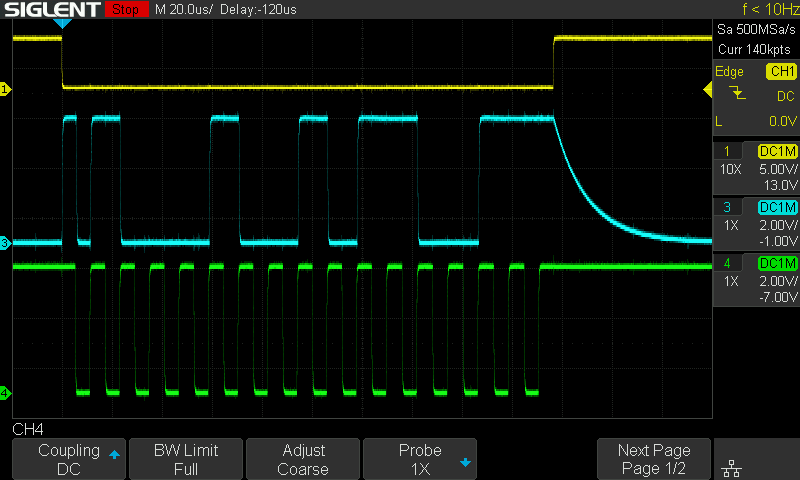 SIGLENT Stop M 20.0us/ Delay:-120us f < 10Hz
Sa 500MSa/s
Curr 140kpts
Edge CH1
DC
L 0.0V
1 DC1M
10X 5.00V/
13.0V
3 DC1M
1X 2.00V/
-1.00V
4 DC1M
1X 2.00V/
-7.00V
1
3
4
CH4
Coupling
DC
BW Limit
Full
Adjust
Coarse
Probe
1X
Next Page
Page 1/2